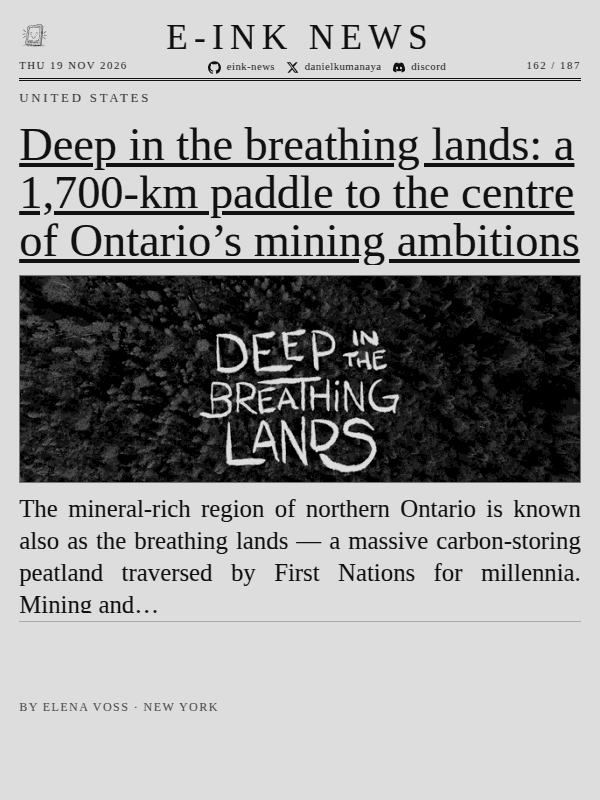 E-INK NEWS
THU 19 NOV 2026
eink-news danielkumanaya discord
162 / 187
UNITED STATES
Deep in the breathing lands: a
1,700-km paddle to the centre
of Ontario’s mining ambitions
DEEP IN THE
BREATHING
LANDS
The mineral-rich region of northern Ontario is known
also as the breathing lands — a massive carbon-storing
peatland traversed by First Nations for millennia.
Mining and…
BY ELENA VOSS · NEW YORK